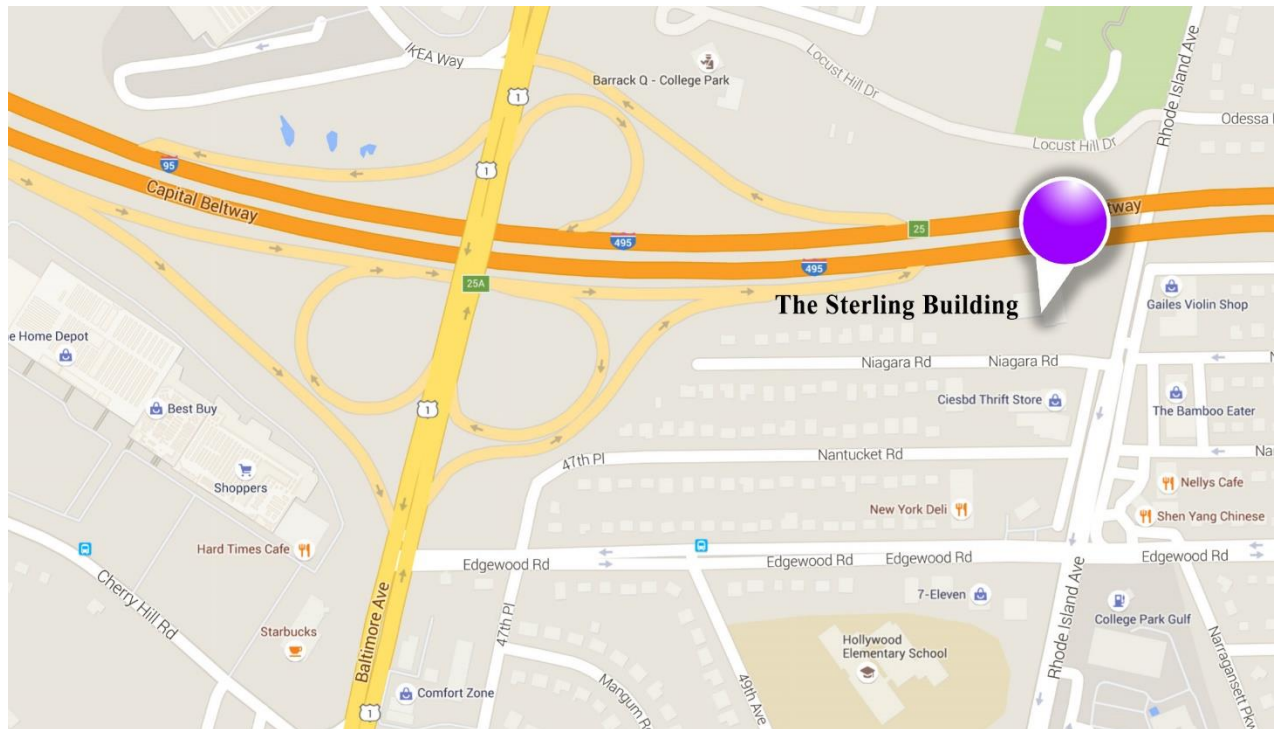 IKEA Way
1
Barrack Q - College Park
Locust Hill Dr
Rhode Island Ave
Odessa
Locust Hill Dr
95
1
Capital Beltway
495
25
tway
495
25A
The Sterling Building
Gailes Violin Shop
e Home Depot
Niagara Rd
Niagara Rd
N
Best Buy
1
Ciesbd Thrift Store
The Bamboo Eater
47th Pl
Nantucket Rd
Na
Shoppers
Nellys Cafe
New York Deli
Shen Yang Chinese
Hard Times Cafe
Edgewood Rd
Edgewood Rd
Edgewood Rd
Edgewood Rd
Cherry Hill Rd
Baltimore Ave
47th Pl
7-Eleven
Rhode Island Ave
College Park Gulf
Starbucks
Hollywood
Elementary School
Narragansett Pkw
Comfort Zone
Mangum R
49th Ave
1